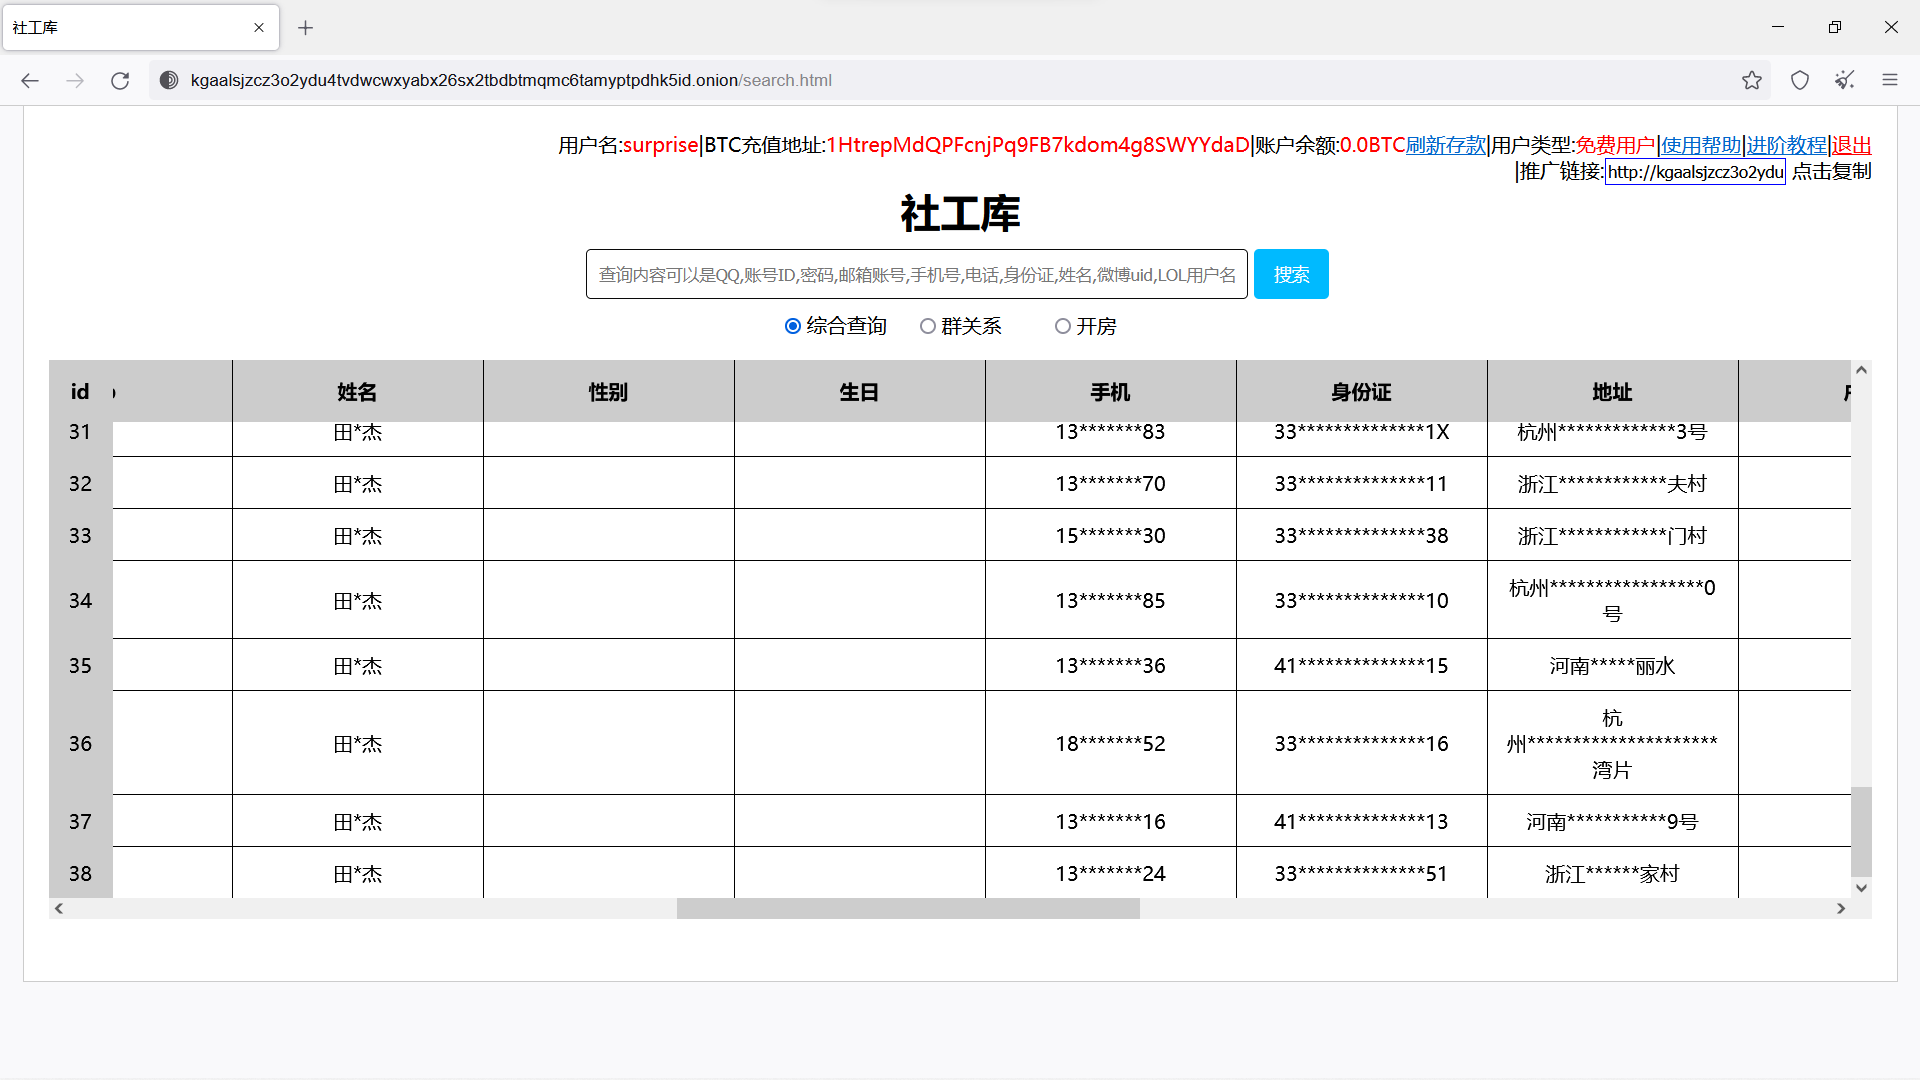 社工库
kgaalsjzcz3o2ydu4tvdwcwxyabx26sx2tbdbtmqmc6tamyptpdhk5id.onion/search.html
用户名:surprise|BTC充值地址:1HtrepMdQPFcnjPq9FB7kdom4g8SWYYdaD|账户余额:0.0BTC刷新存款|用户类型:免费用户|使用帮助|进阶教程|退出
|推广链接:http://kgaalsjzcz3o2ydu 点击复制
社工库
查询内容可以是QQ,账号ID,密码,邮箱账号,手机号,电话,身份证,姓名,微博uid,LOL用户名 搜索
综合查询 群关系 开房
id 姓名 性别 生日 手机 身份证 地址
31 田*杰 13*******83 33**************1X 杭州*************3号
32 田*杰 13*******70 33**************11 浙江************夫村
33 田*杰 15*******30 33**************38 浙江************门村
34 田*杰 13*******85 33**************10 杭州*****************0
号
35 田*杰 13*******36 41**************15 河南*****丽水
36 田*杰 18*******52 33**************16 杭
州*********************
湾片
37 田*杰 13*******16 41**************13 河南***********9号
38 田*杰 13*******24 33**************51 浙江******家村